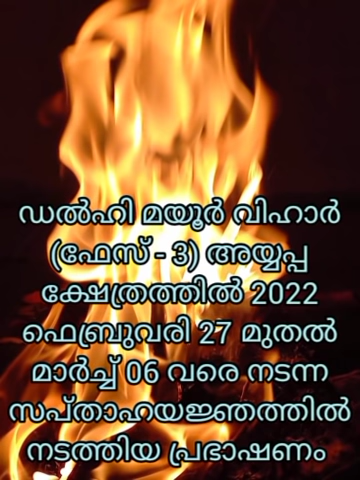 ഡൽഹി മയൂർ വിഹാർ
(ഫേസ് - 3) അയ്യപ്പ
ക്ഷേത്രത്തിൽ 2022
ഫെബ്രുവരി 27 മുതൽ
മാർച്ച് 06 വരെ നടന്ന
സപ്താഹയജ്ഞത്തിൽ
നടത്തിയ പ്രഭാഷണം